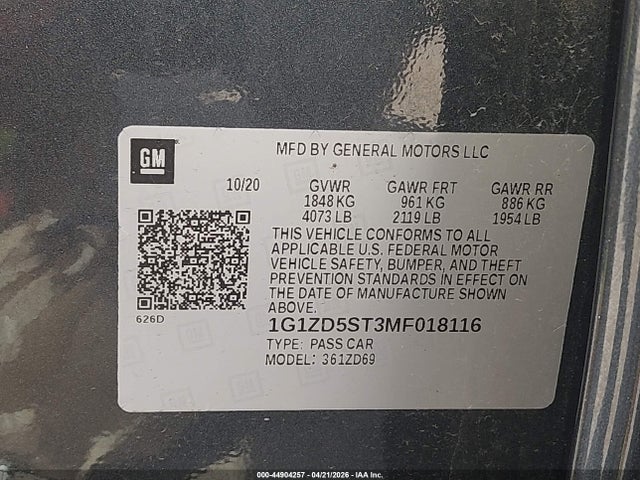 GM
MFD BY GENERAL MOTORS LLC
10/20 GVWR GAWR FRT GAWR RR
1848 KG 961 KG 886 KG
4073 LB 2119 LB 1954 LB
THIS VEHICLE CONFORMS TO ALL
APPLICABLE U.S. FEDERAL MOTOR
VEHICLE SAFETY, BUMPER, AND THEFT
PREVENTION STANDARDS IN EFFECT ON
THE DATE OF MANUFACTURE SHOWN
ABOVE.
626D
1G1ZD5ST3MF018116
TYPE: PASS CAR
MODEL: 361ZD69
000-44904257 - 04/21/2026 - IAA Inc.